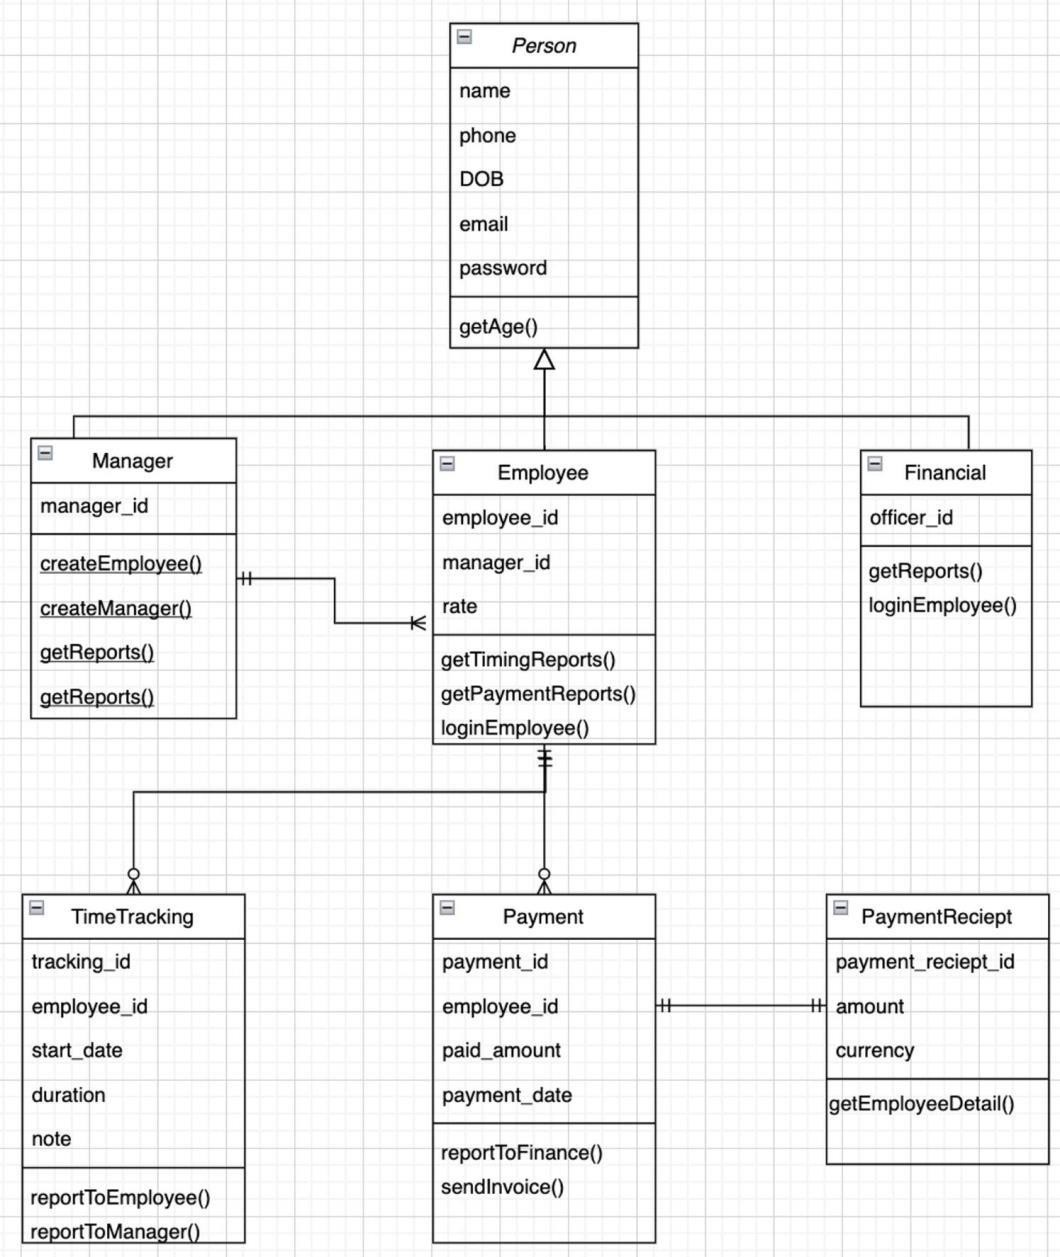 Person
name
phone
DOB
email
password
getAge()
Manager
manager_id
createEmployee()
createManager()
getReports()
getReports()
Employee
employee_id
manager_id
rate
getTimingReports()
getPaymentReports()
loginEmployee()
Financial
officer_id
getReports()
loginEmployee()
TimeTracking
tracking_id
employee_id
start_date
duration
note
reportToEmployee()
reportToManager()
Payment
payment_id
employee_id
paid_amount
payment_date
reportToFinance()
sendInvoice()
PaymentReciept
payment_reciept_id
amount
currency
getEmployeeDetail()